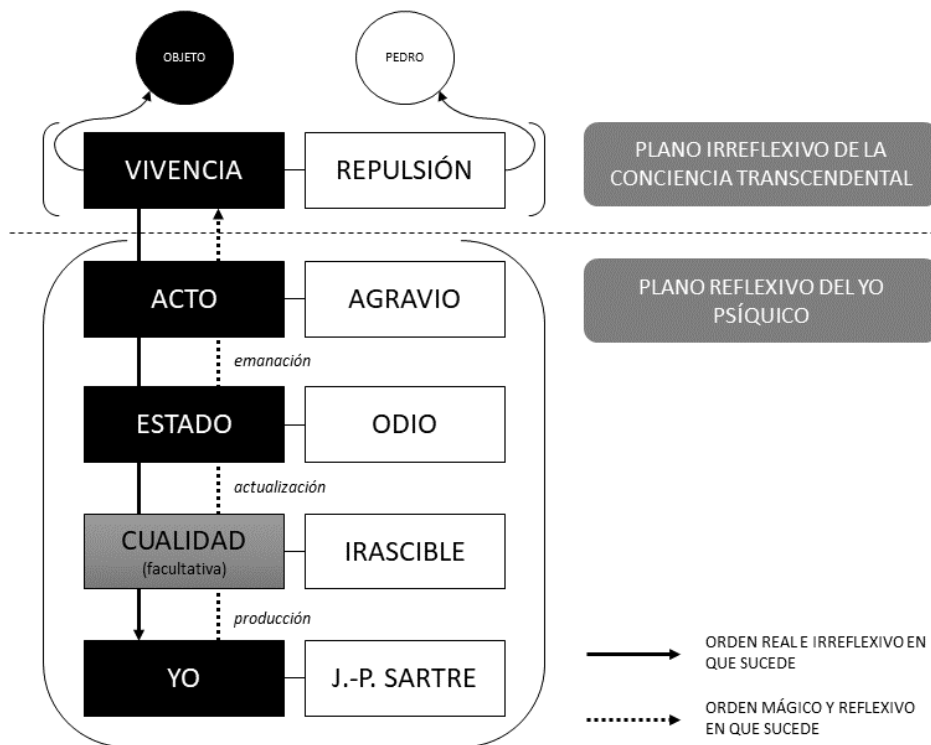 OBJETO
PEDRO
VIVENCIA
REPULSIÓN
PLANO IRREFLEXIVO DE LA
CONCIENCIA TRANSCENDENTAL
ACTO
AGRAVIO
PLANO REFLEXIVO DEL YO
PSÍQUICO
emanación
ESTADO
ODIO
actualización
CUALIDAD
(facultativa)
IRASCIBLE
producción
YO
J.-P. SARTRE
ORDEN REAL E IRREFLEXIVO EN
QUE SUCEDE
ORDEN MÁGICO Y REFLEXIVO
EN QUE SUCEDE